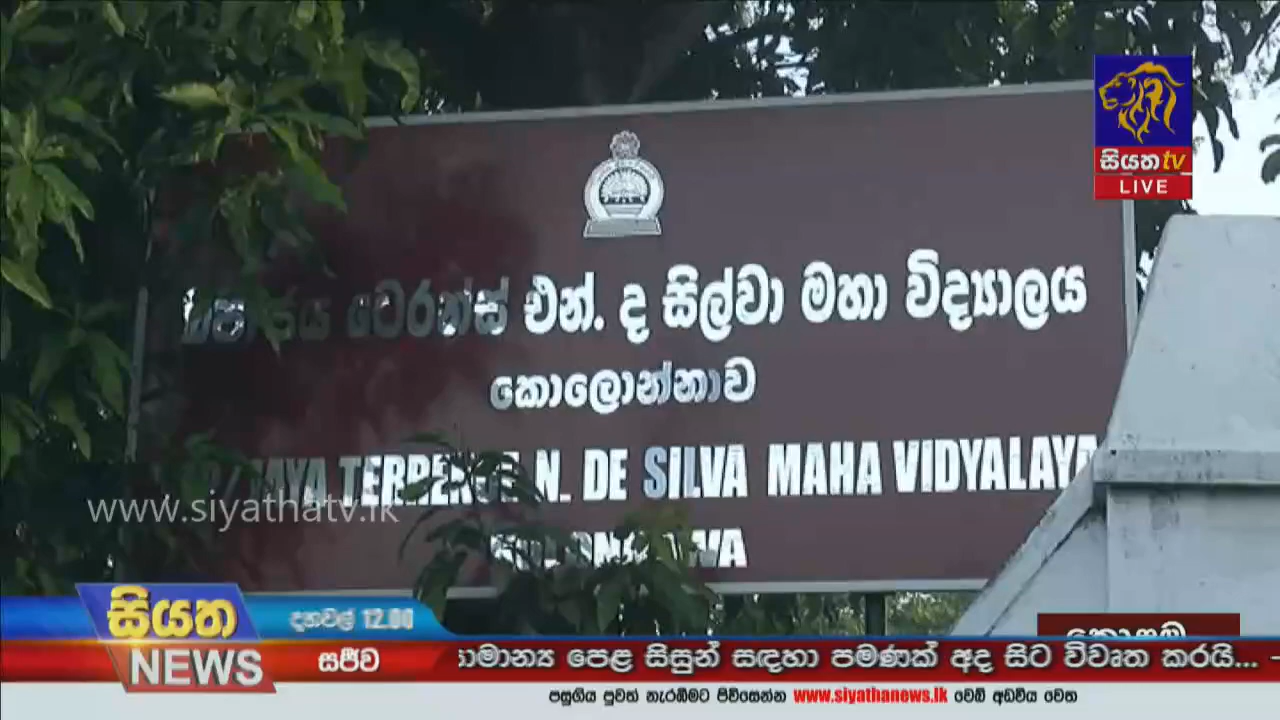 සියත tv
LIVE
ටෙරන්ස් එන්. ද සිල්වා මහා විද්‍යාලය
කොලොන්නාව
TERRENCE N. DE SILVA MAHA VIDYALAYA
KOLONNAWA
www.siyathatv.lk
සියත
NEWS
දහවල් 12.00
සජීව
සාමාන්‍ය පෙළ සිසුන් සඳහා පමණක් අද සිට විවෘත කරයි...
පසුගිය පුවත් නැරඹීමට පිවිසෙන්න www.siyathanews.lk වෙබ් අඩවිය වෙත